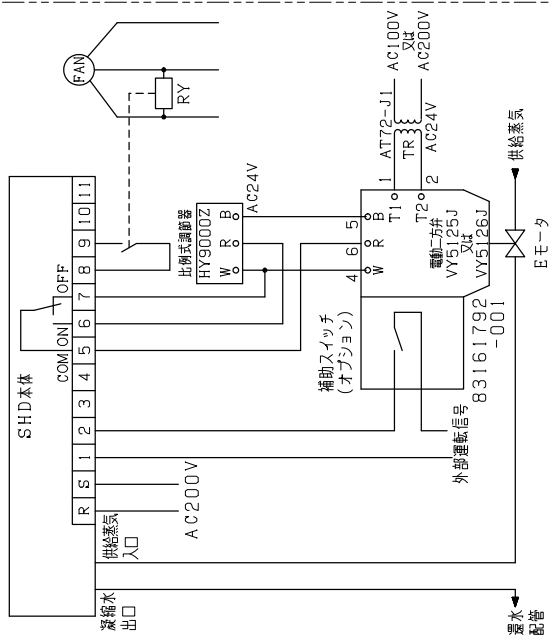 SHD本体
COM ON OFF
R S 1 2 3 4 5 6 7 8 9 10 11
FAN
RY
凝縮水
出口
供給蒸気
入口
AC200V
比例式調節器
HY9000Z
W R B
AC24V
補助スイッチ
(オプション)
外部運転信号
4 6 5
W R B
T1
T2
1
2
電動二方弁
VY5125J
又は
VY5126J
83161792
-001
AT72-J1
TR
AC24V
AC100V
又は
AC200V
供給蒸気
Eモータ
還水
配管